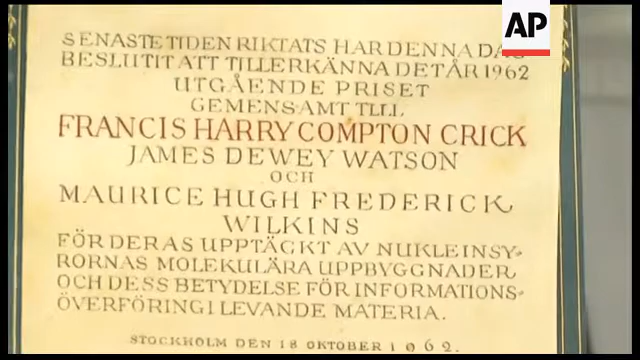 AP
SENASTE TIDEN RIKTATS HAR DENNA DAG
BESLUTIT ATT TILLERKÄNNA DET ÅR 1962
UTGÅENDE PRISET
GEMENSAMT TILL
FRANCIS HARRY COMPTON CRICK
JAMES DEWEY WATSON
OCH
MAURICE HUGH FREDERICK
WILKINS
FÖR DERAS UPPTÄCKT AV NUKLEINSY-
RORNAS MOLEKULÄRA UPPBYGGNADER
OCH DESS BETYDELSE FÖR INFORMATIONS-
ÖVERFÖRING I LEVANDE MATERIA.
STOCKHOLM DEN 18 OKTOBER 1962.